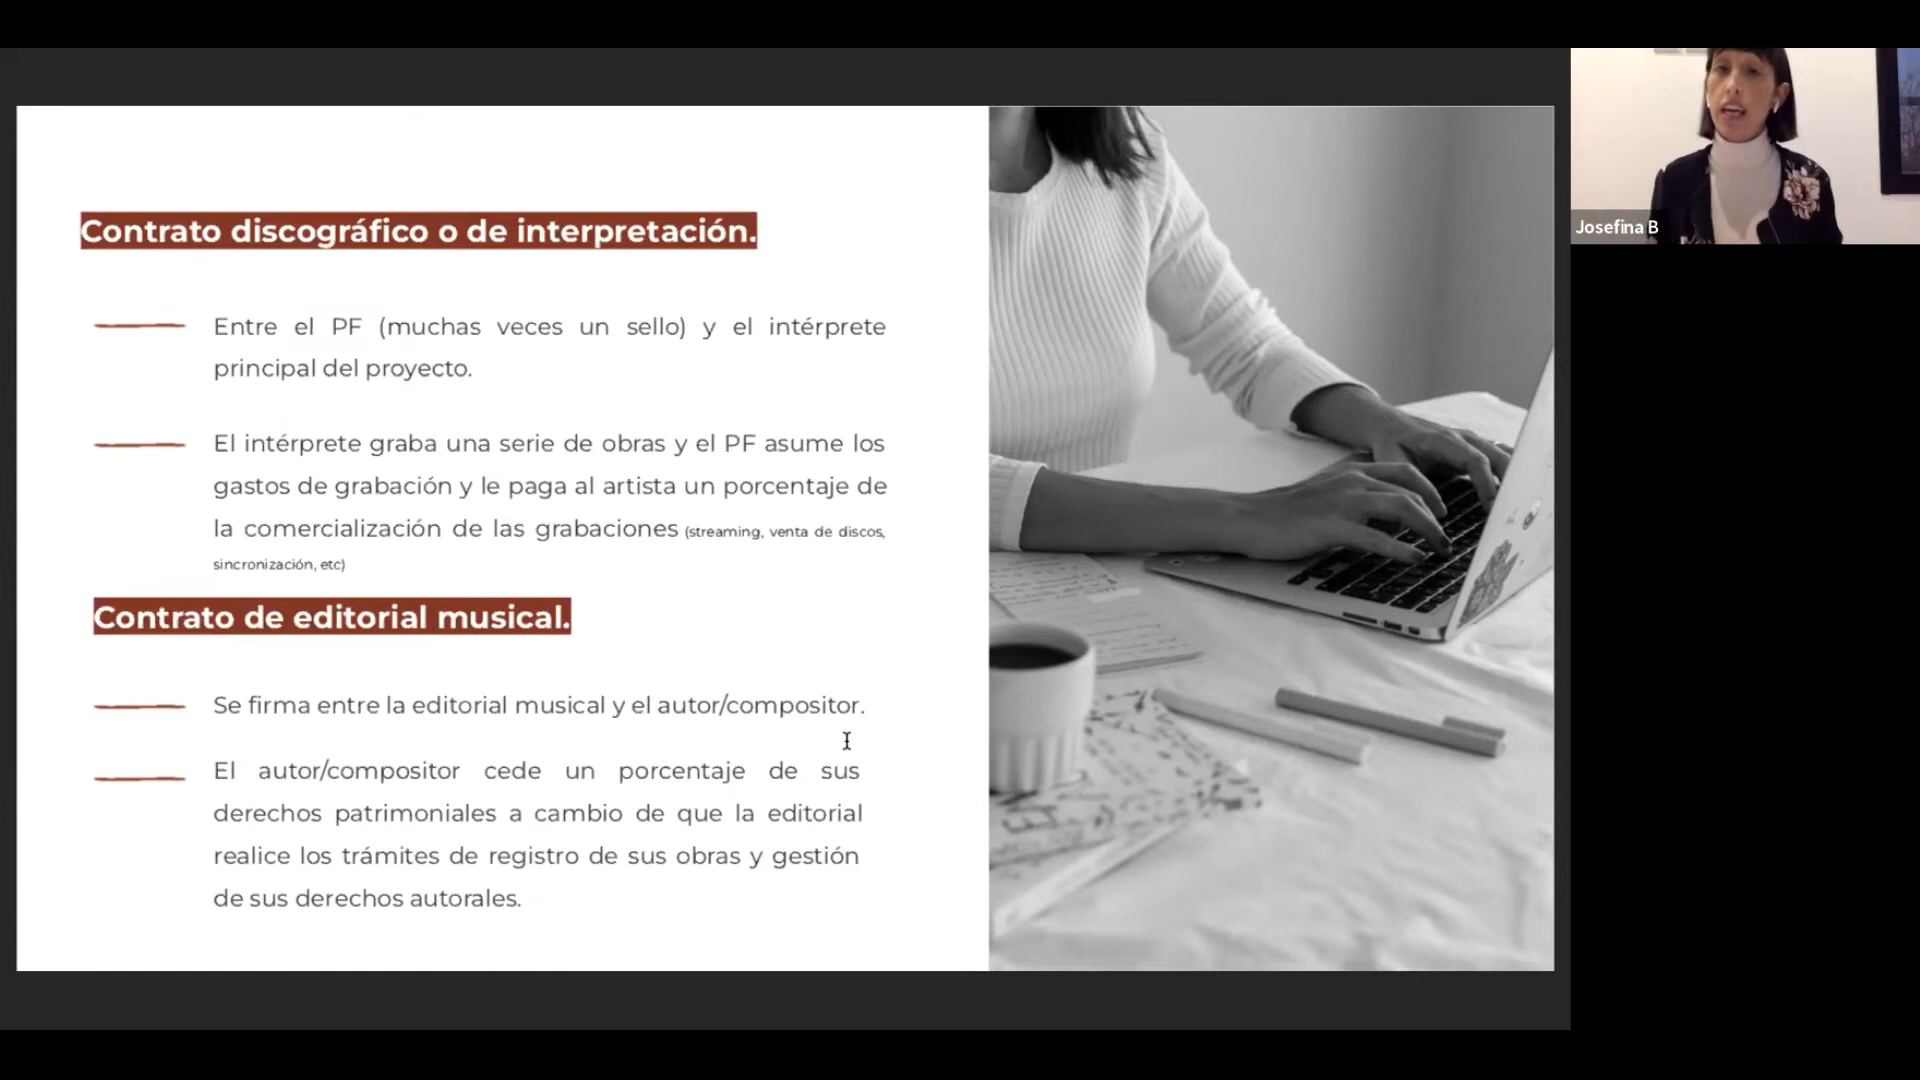 Contrato discográfico o de interpretación.
Entre el PF (muchas veces un sello) y el intérprete
principal del proyecto.
El intérprete graba una serie de obras y el PF asume los
gastos de grabación y le paga al artista un porcentaje de
la comercialización de las grabaciones (streaming, venta de discos,
sincronización, etc)
Contrato de editorial musical.
Se firma entre la editorial musical y el autor/compositor.
El autor/compositor cede un porcentaje de sus
derechos patrimoniales a cambio de que la editorial
realice los trámites de registro de sus obras y gestión
de sus derechos autorales.
Josefina B